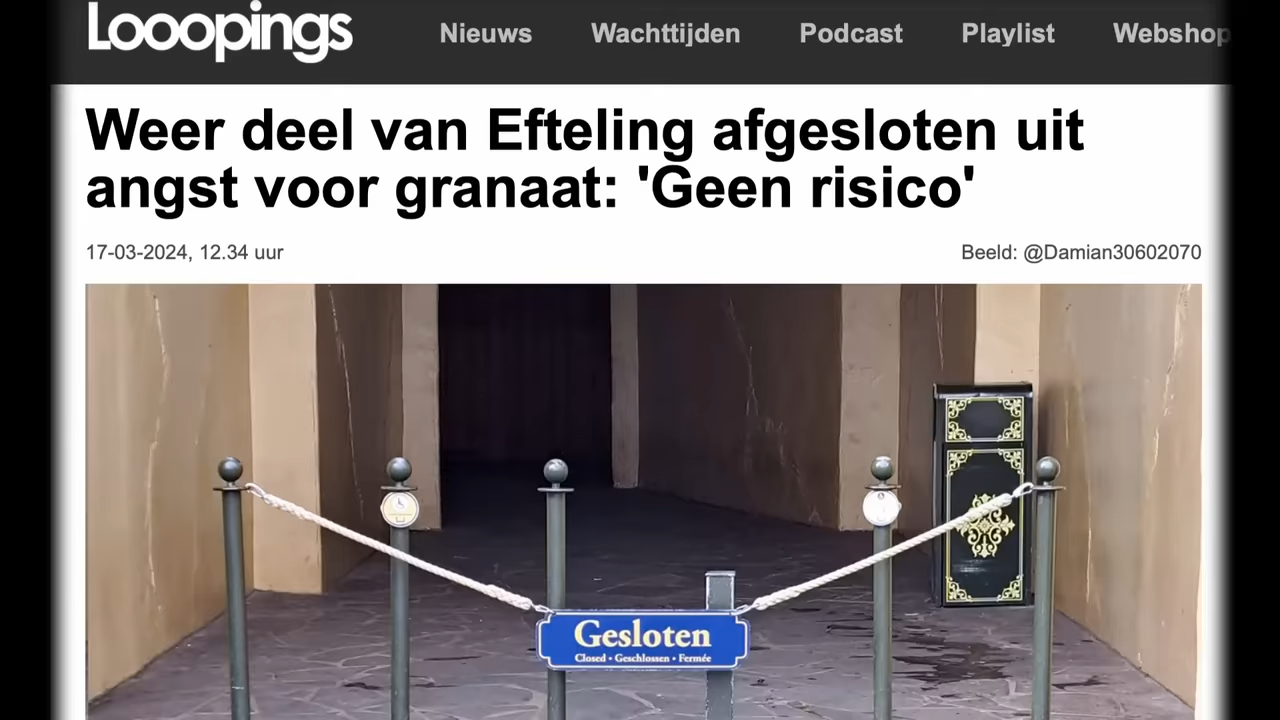 Looopings
Nieuws Wachttijden Podcast Playlist Webshop
Weer deel van Efteling afgesloten uit
angst voor granaat: 'Geen risico'
17-03-2024, 12.34 uur
Beeld: @Damian30602070
Gesloten
Closed • Geschlossen • Fermée